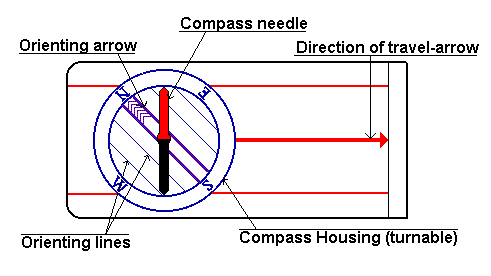 Compass needle
Orienting arrow
Direction of travel-arrow
N
E
W
S
Orienting lines
Compass Housing (turnable)